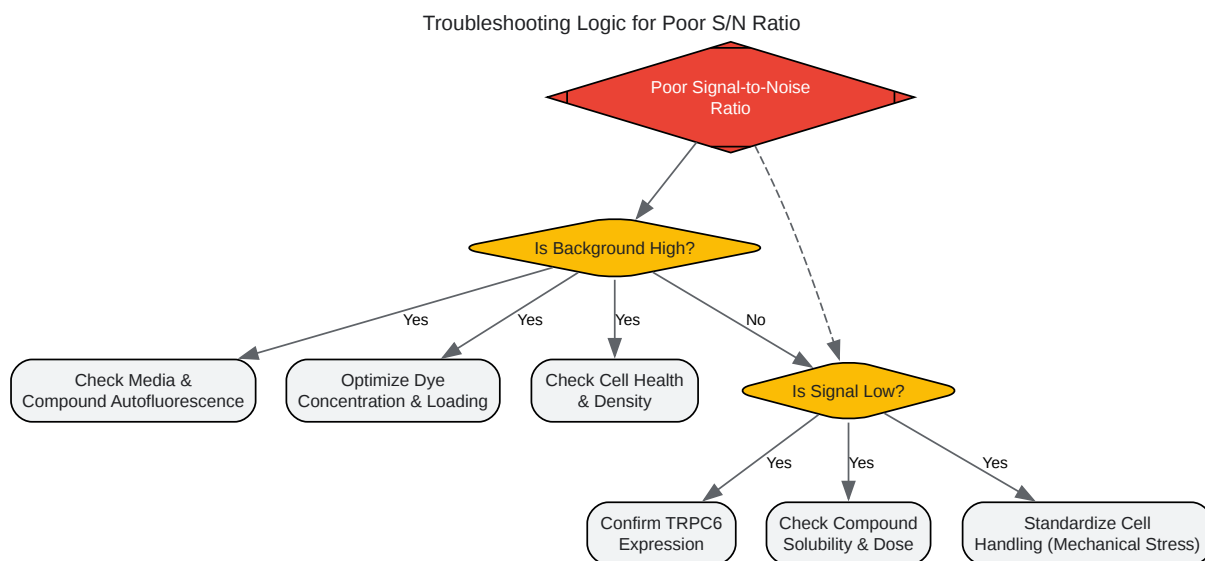 Troubleshooting Logic for Poor S/N Ratio
Poor Signal-to-Noise
Ratio
Is Background High?
Yes
Yes
Yes
No
Check Media &
Compound Autofluorescence
Optimize Dye
Concentration & Loading
Check Cell Health
& Density
Is Signal Low?
Yes
Yes
Yes
Confirm TRPC6
Expression
Check Compound
Solubility & Dose
Standardize Cell
Handling (Mechanical Stress)